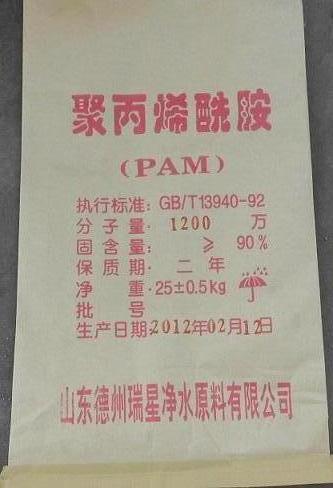 聚丙烯酰胺
(PAM)
执行标准: GB/T13940-92
分子量: 1200 万
固含量: ≥ 90%
保质期: 二年
净重: 25±0.5kg
批号
生产日期:2012年02月12日
山东德州瑞星净水原料有限公司